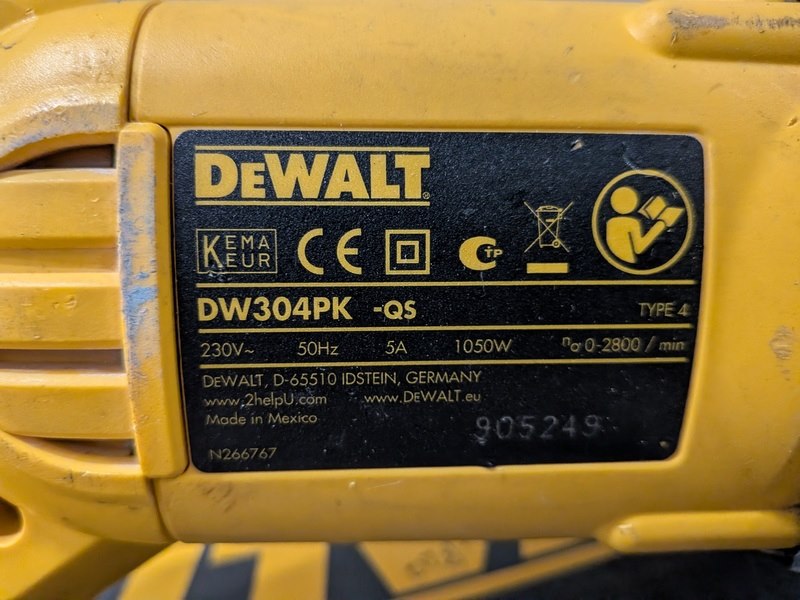 DEWALT®
KEMA
KEUR
CE
TP
DW304PK -QS TYPE 4
230V~ 50Hz 5A 1050W n₀ 0-2800 / min
DEWALT, D-65510 IDSTEIN, GERMANY
www.2helpU.com www.DEWALT.eu
Made in Mexico
905249
N266767